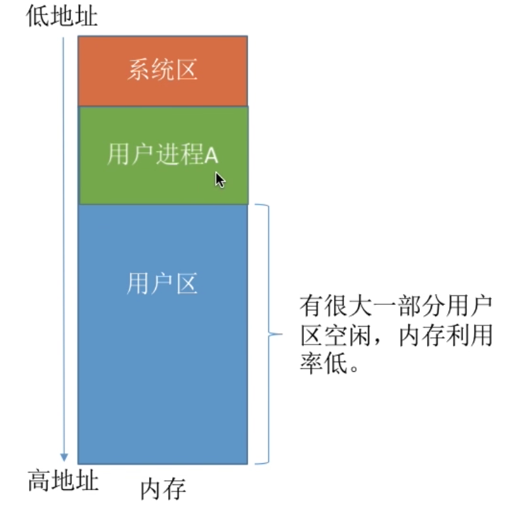 低地址
系统区
用户进程A
用户区
有很大一部分用户
区空闲，内存利用
率低。
高地址
内存